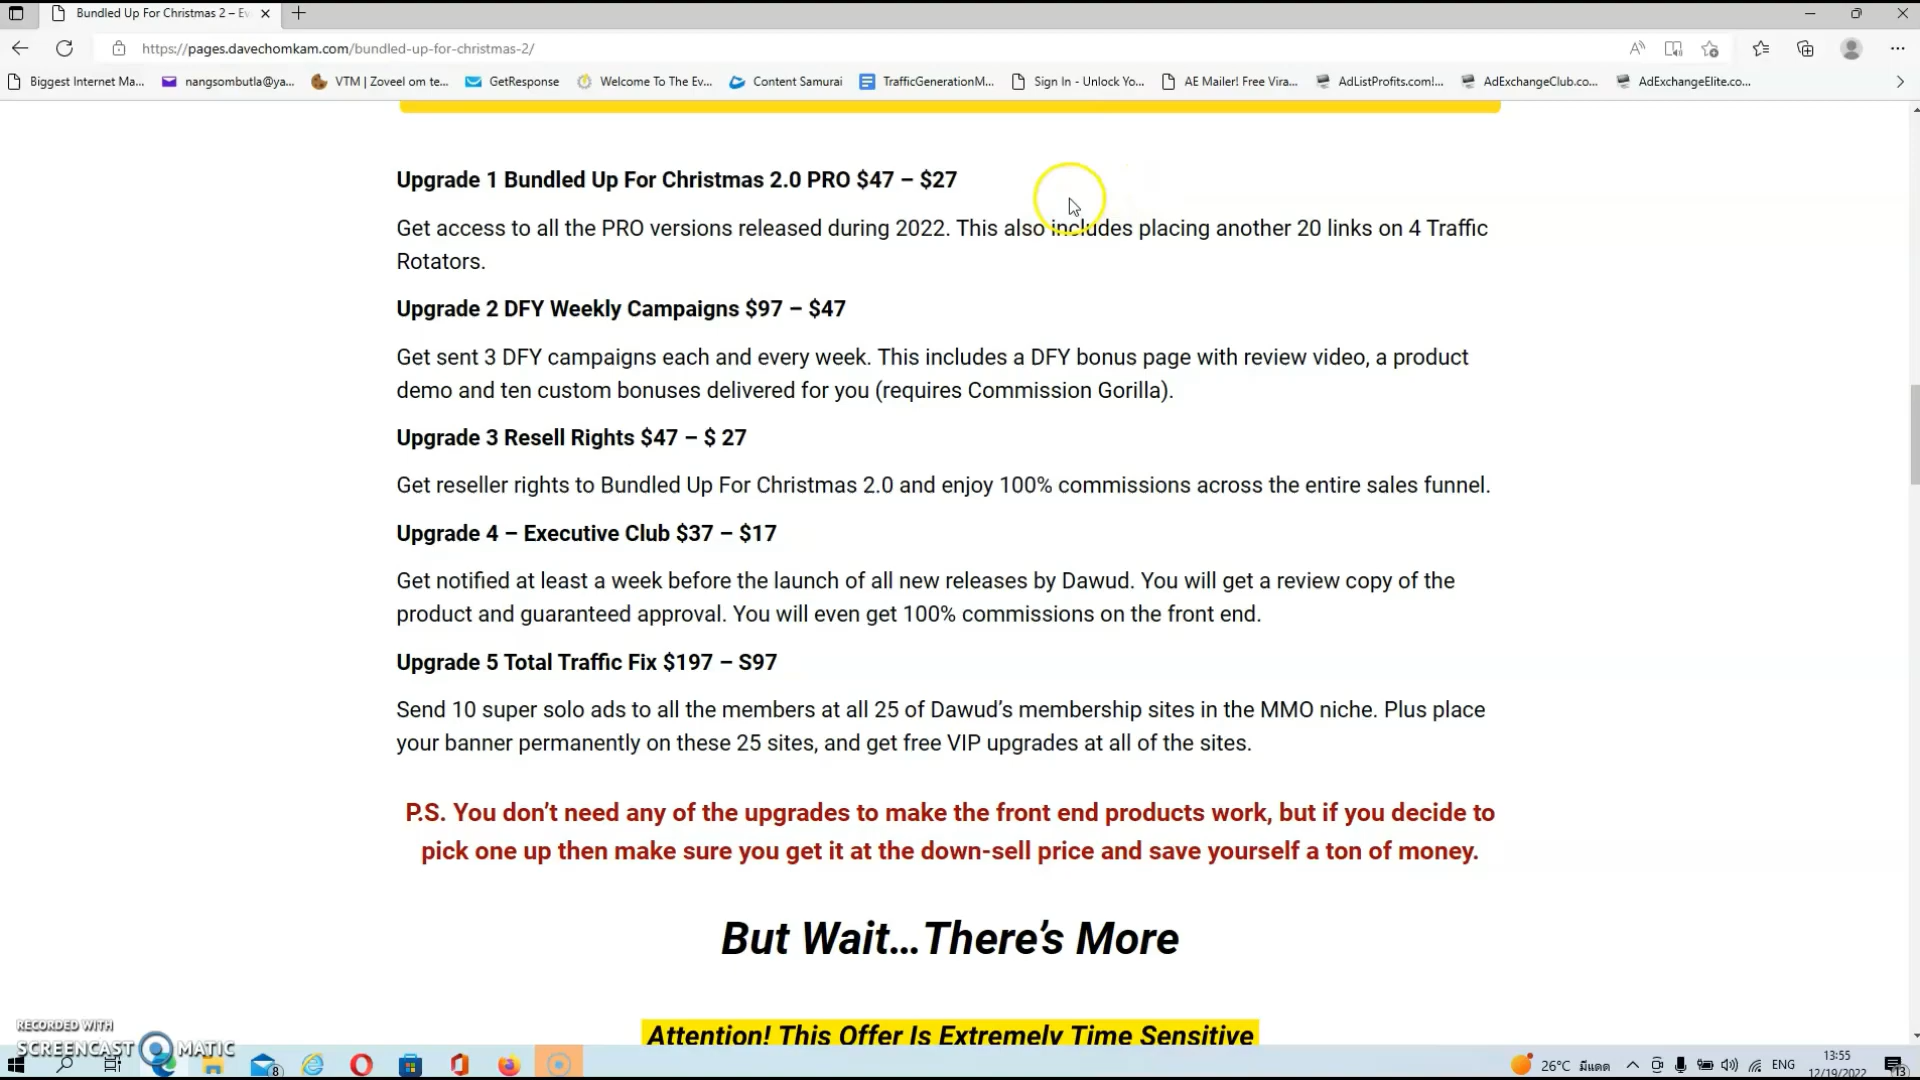 Bundled Up For Christmas 2 – Ev
https://pages.davechomkam.com/bundled-up-for-christmas-2/
Biggest Internet Ma...
nangsombutla@ya...
VTM | Zoveel om te...
GetResponse
Welcome To The Ev...
Content Samurai
TrafficGenerationM...
Sign In - Unlock Yo...
AE Mailer! Free Vira...
AdListProfits.com!...
AdExchangeClub.co...
AdExchangeElite.co...
Upgrade 1 Bundled Up For Christmas 2.0 PRO $47 – $27
Get access to all the PRO versions released during 2022. This also includes placing another 20 links on 4 Traffic
Rotators.
Upgrade 2 DFY Weekly Campaigns $97 – $47
Get sent 3 DFY campaigns each and every week. This includes a DFY bonus page with review video, a product
demo and ten custom bonuses delivered for you (requires Commission Gorilla).
Upgrade 3 Resell Rights $47 – $ 27
Get reseller rights to Bundled Up For Christmas 2.0 and enjoy 100% commissions across the entire sales funnel.
Upgrade 4 – Executive Club $37 – $17
Get notified at least a week before the launch of all new releases by Dawud. You will get a review copy of the
product and guaranteed approval. You will even get 100% commissions on the front end.
Upgrade 5 Total Traffic Fix $197 – S97
Send 10 super solo ads to all the members at all 25 of Dawud’s membership sites in the MMO niche. Plus place
your banner permanently on these 25 sites, and get free VIP upgrades at all of the sites.
P.S. You don’t need any of the upgrades to make the front end products work, but if you decide to
pick one up then make sure you get it at the down-sell price and save yourself a ton of money.
But Wait…There’s More
Attention! This Offer Is Extremely Time Sensitive
RECORDED WITH
SCREENCAST MATIC
8
26°C มีแดด
ENG
13:55
12/19/2022
13